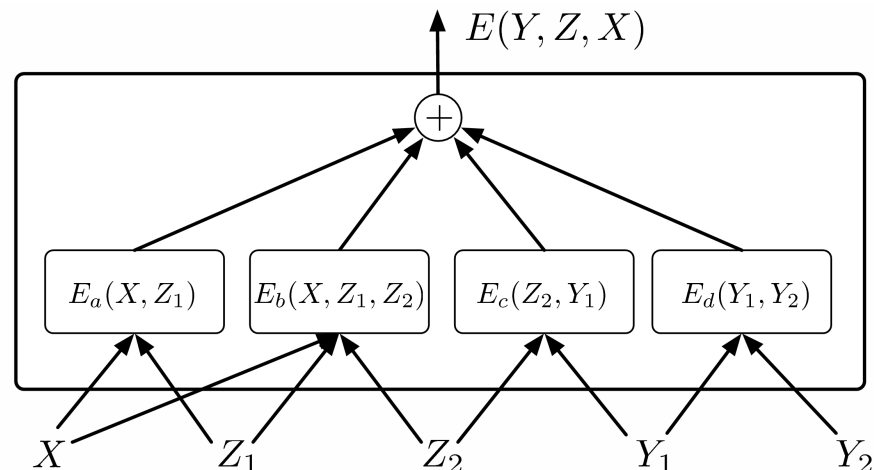 E(Y, Z, X)
+
E_a(X, Z_1) E_b(X, Z_1, Z_2) E_c(Z_2, Y_1) E_d(Y_1, Y_2)
X Z_1 Z_2 Y_1 Y_2